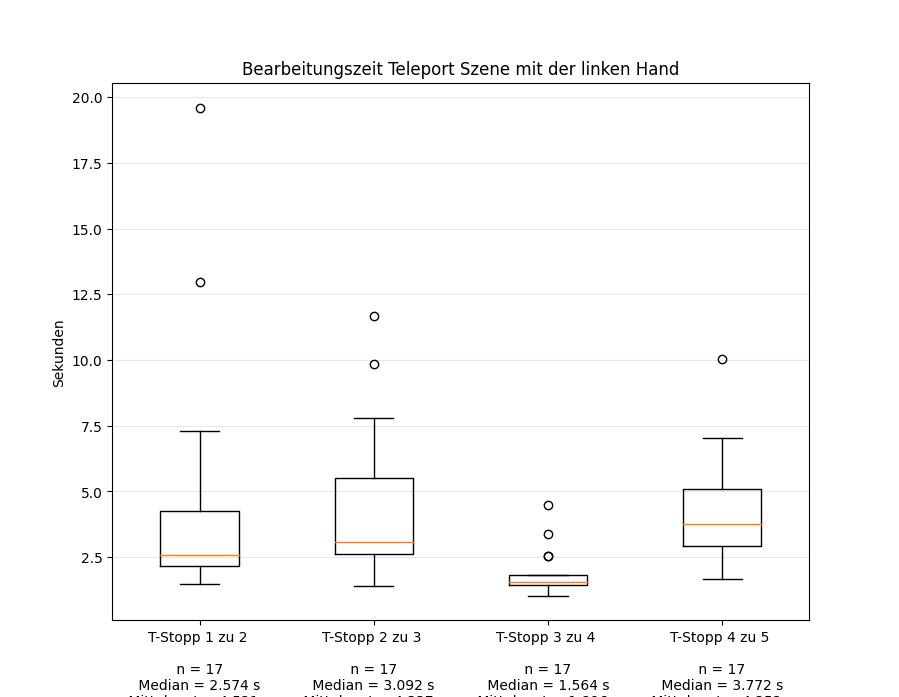 Bearbeitungszeit Teleport Szene mit der linken Hand
20.0
17.5
15.0
12.5
10.0
7.5
5.0
2.5
Sekunden
T-Stopp 1 zu 2 T-Stopp 2 zu 3 T-Stopp 3 zu 4 T-Stopp 4 zu 5
n = 17 n = 17 n = 17 n = 17
Median = 2.574 s Median = 3.092 s Median = 1.564 s Median = 3.772 s